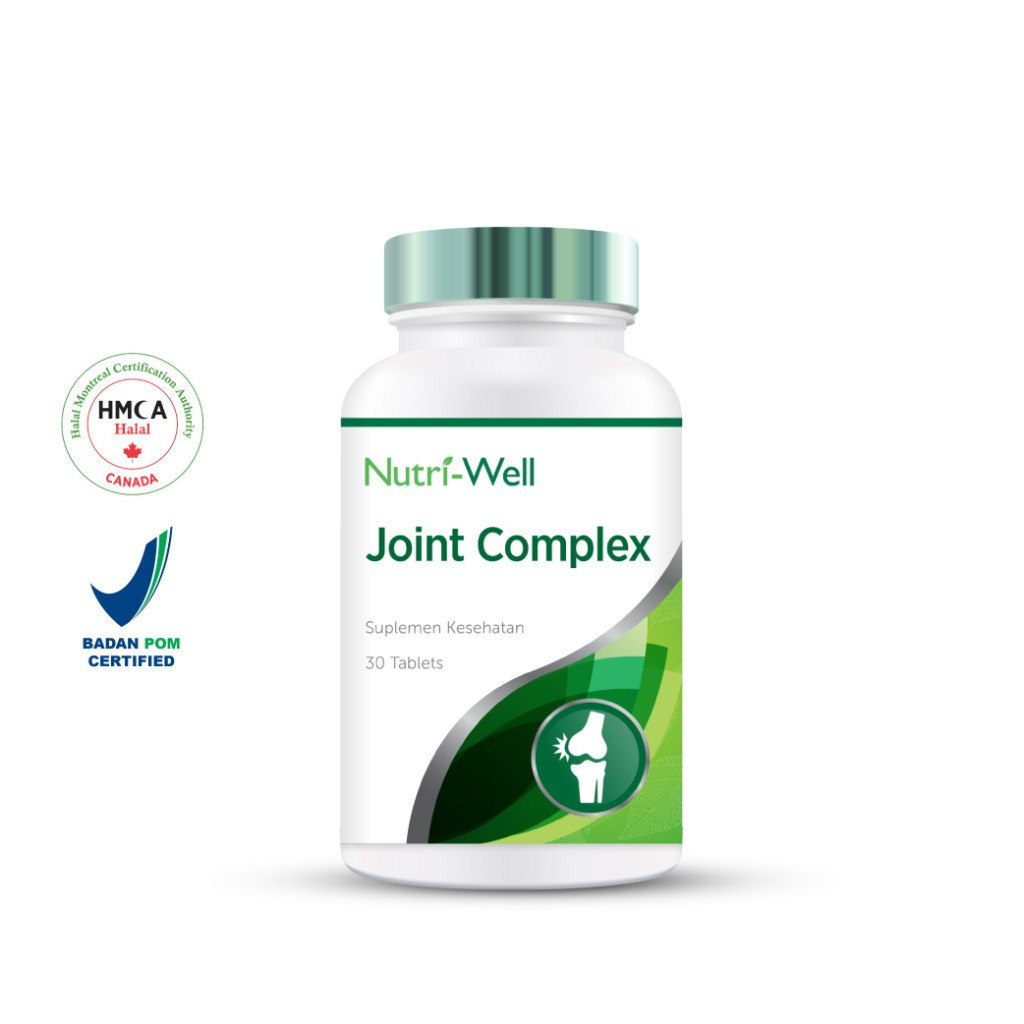 Halal Montreal Certification Authority
HMCA
Halal
CANADA
BADAN POM
CERTIFIED
Nutri-Well
Joint Complex
Suplemen Kesehatan
30 Tablets